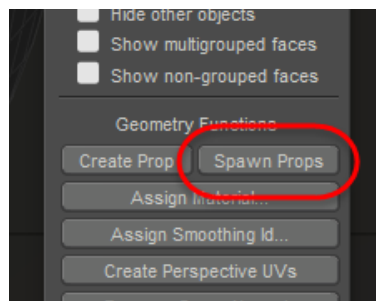 Hide other objects
Show multigrouped faces
Show non-grouped faces
Geometry Functions
Create Prop Spawn Props
Assign Material...
Assign Smoothing Id...
Create Perspective UVs